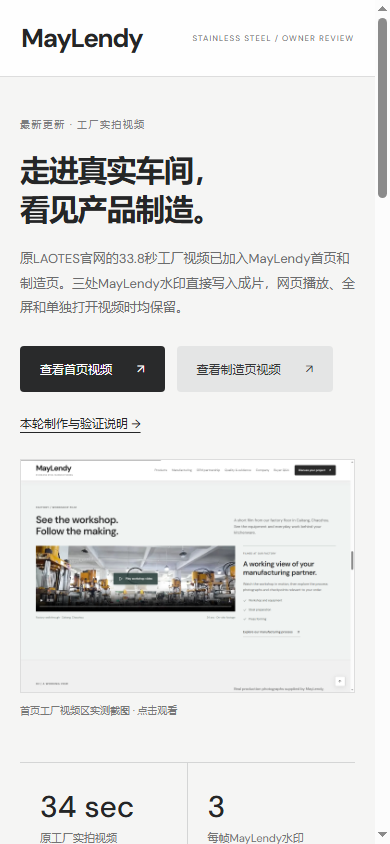 MayLendy
STAINLESS STEEL / OWNER REVIEW
最新更新 · 工厂实拍视频
走进真实车间，
看见产品制造。
原LAOTES官网的33.8秒工厂视频已加入MayLendy首页和
制造页。三处MayLendy水印直接写入成片，网页播放、全
屏和单独打开视频时均保留。
查看首页视频 ↗
查看制造页视频 ↗
本轮制作与验证说明 →
MayLendy
See the workshop.
Follow the making.
Play workshop video
A working view of your
manufacturing partner.
首页工厂视频区实测截图 · 点击观看
34 sec
原工厂实拍视频
3
每帧MayLendy水印